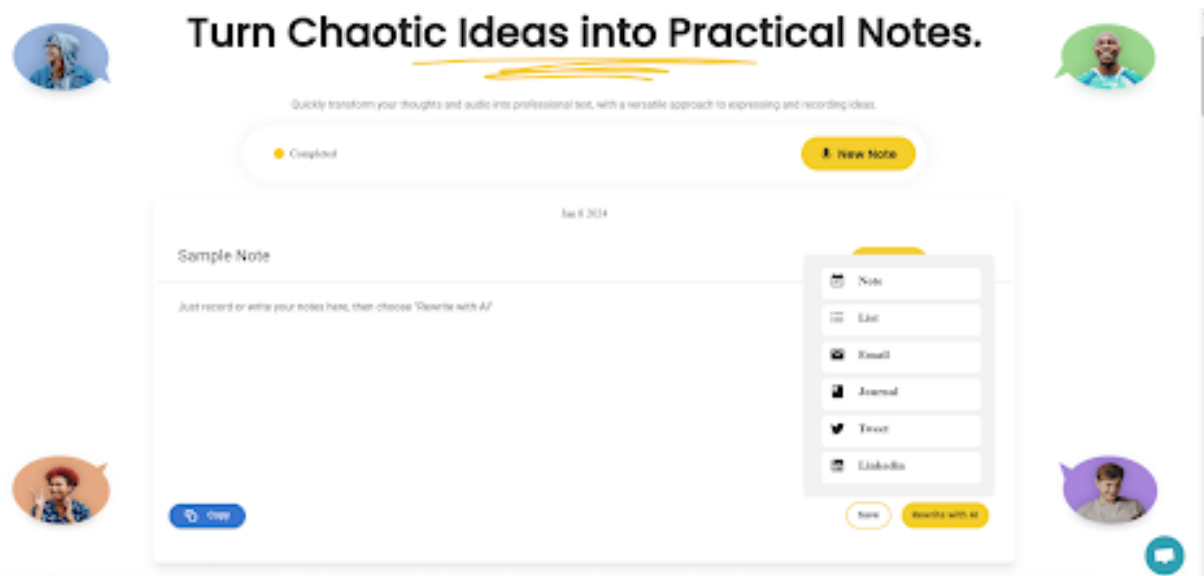 Turn Chaotic Ideas into Practical Notes.
Quickly transform your thoughts and audio into professional text, with a versatile approach to expressing and recording ideas.
Completed
New Note
Jan 8 2024
Sample Note
Just record or write your notes here, then choose "Rewrite with AI"
Note
List
Email
Journal
Tweet
Linkedin
Copy
Save
Rewrite with AI